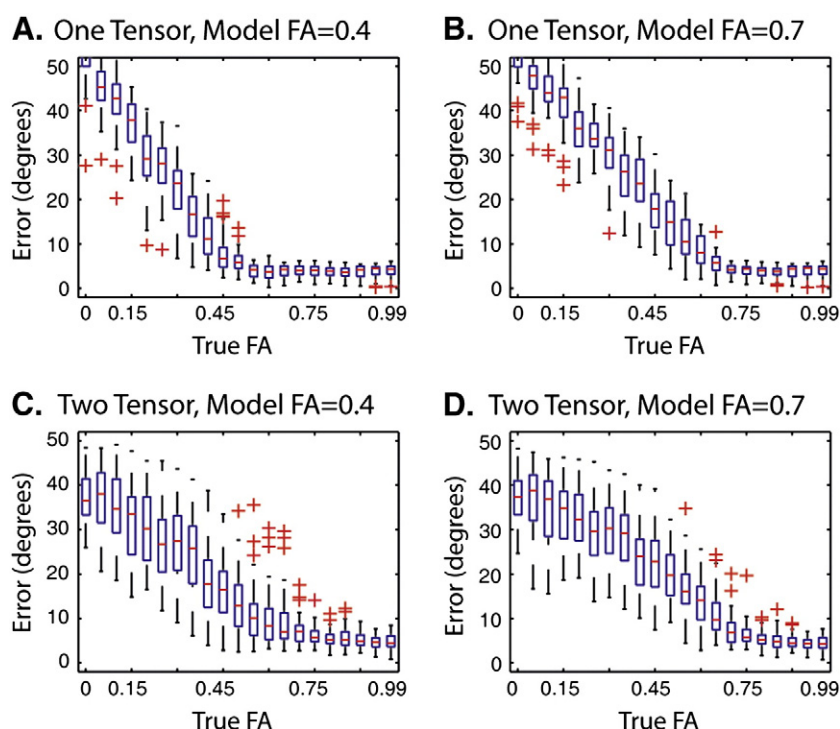 A. One Tensor, Model FA=0.4
50
40
30
20
10
0
Error (degrees)
0 0.15 0.45 0.75 0.99
True FA
B. One Tensor, Model FA=0.7
50
40
30
20
10
0
Error (degrees)
0 0.15 0.45 0.75 0.99
True FA
C. Two Tensor, Model FA=0.4
50
40
30
20
10
0
Error (degrees)
0 0.15 0.45 0.75 0.99
True FA
D. Two Tensor, Model FA=0.7
50
40
30
20
10
0
Error (degrees)
0 0.15 0.45 0.75 0.99
True FA